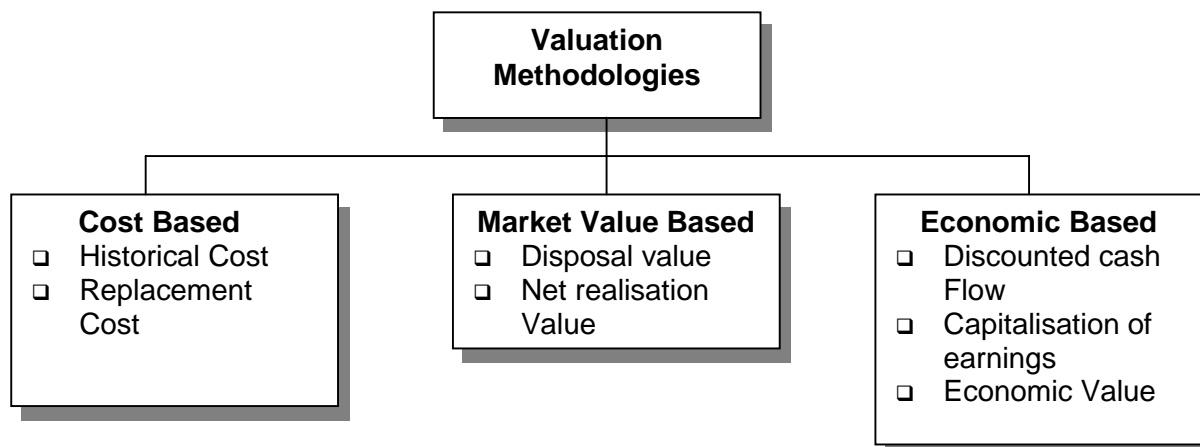 Valuation
Methodologies
Cost Based
❑ Historical Cost
❑ Replacement
Cost
Market Value Based
❑ Disposal value
❑ Net realisation
Value
Economic Based
❑ Discounted cash
Flow
❑ Capitalisation of
earnings
❑ Economic Value